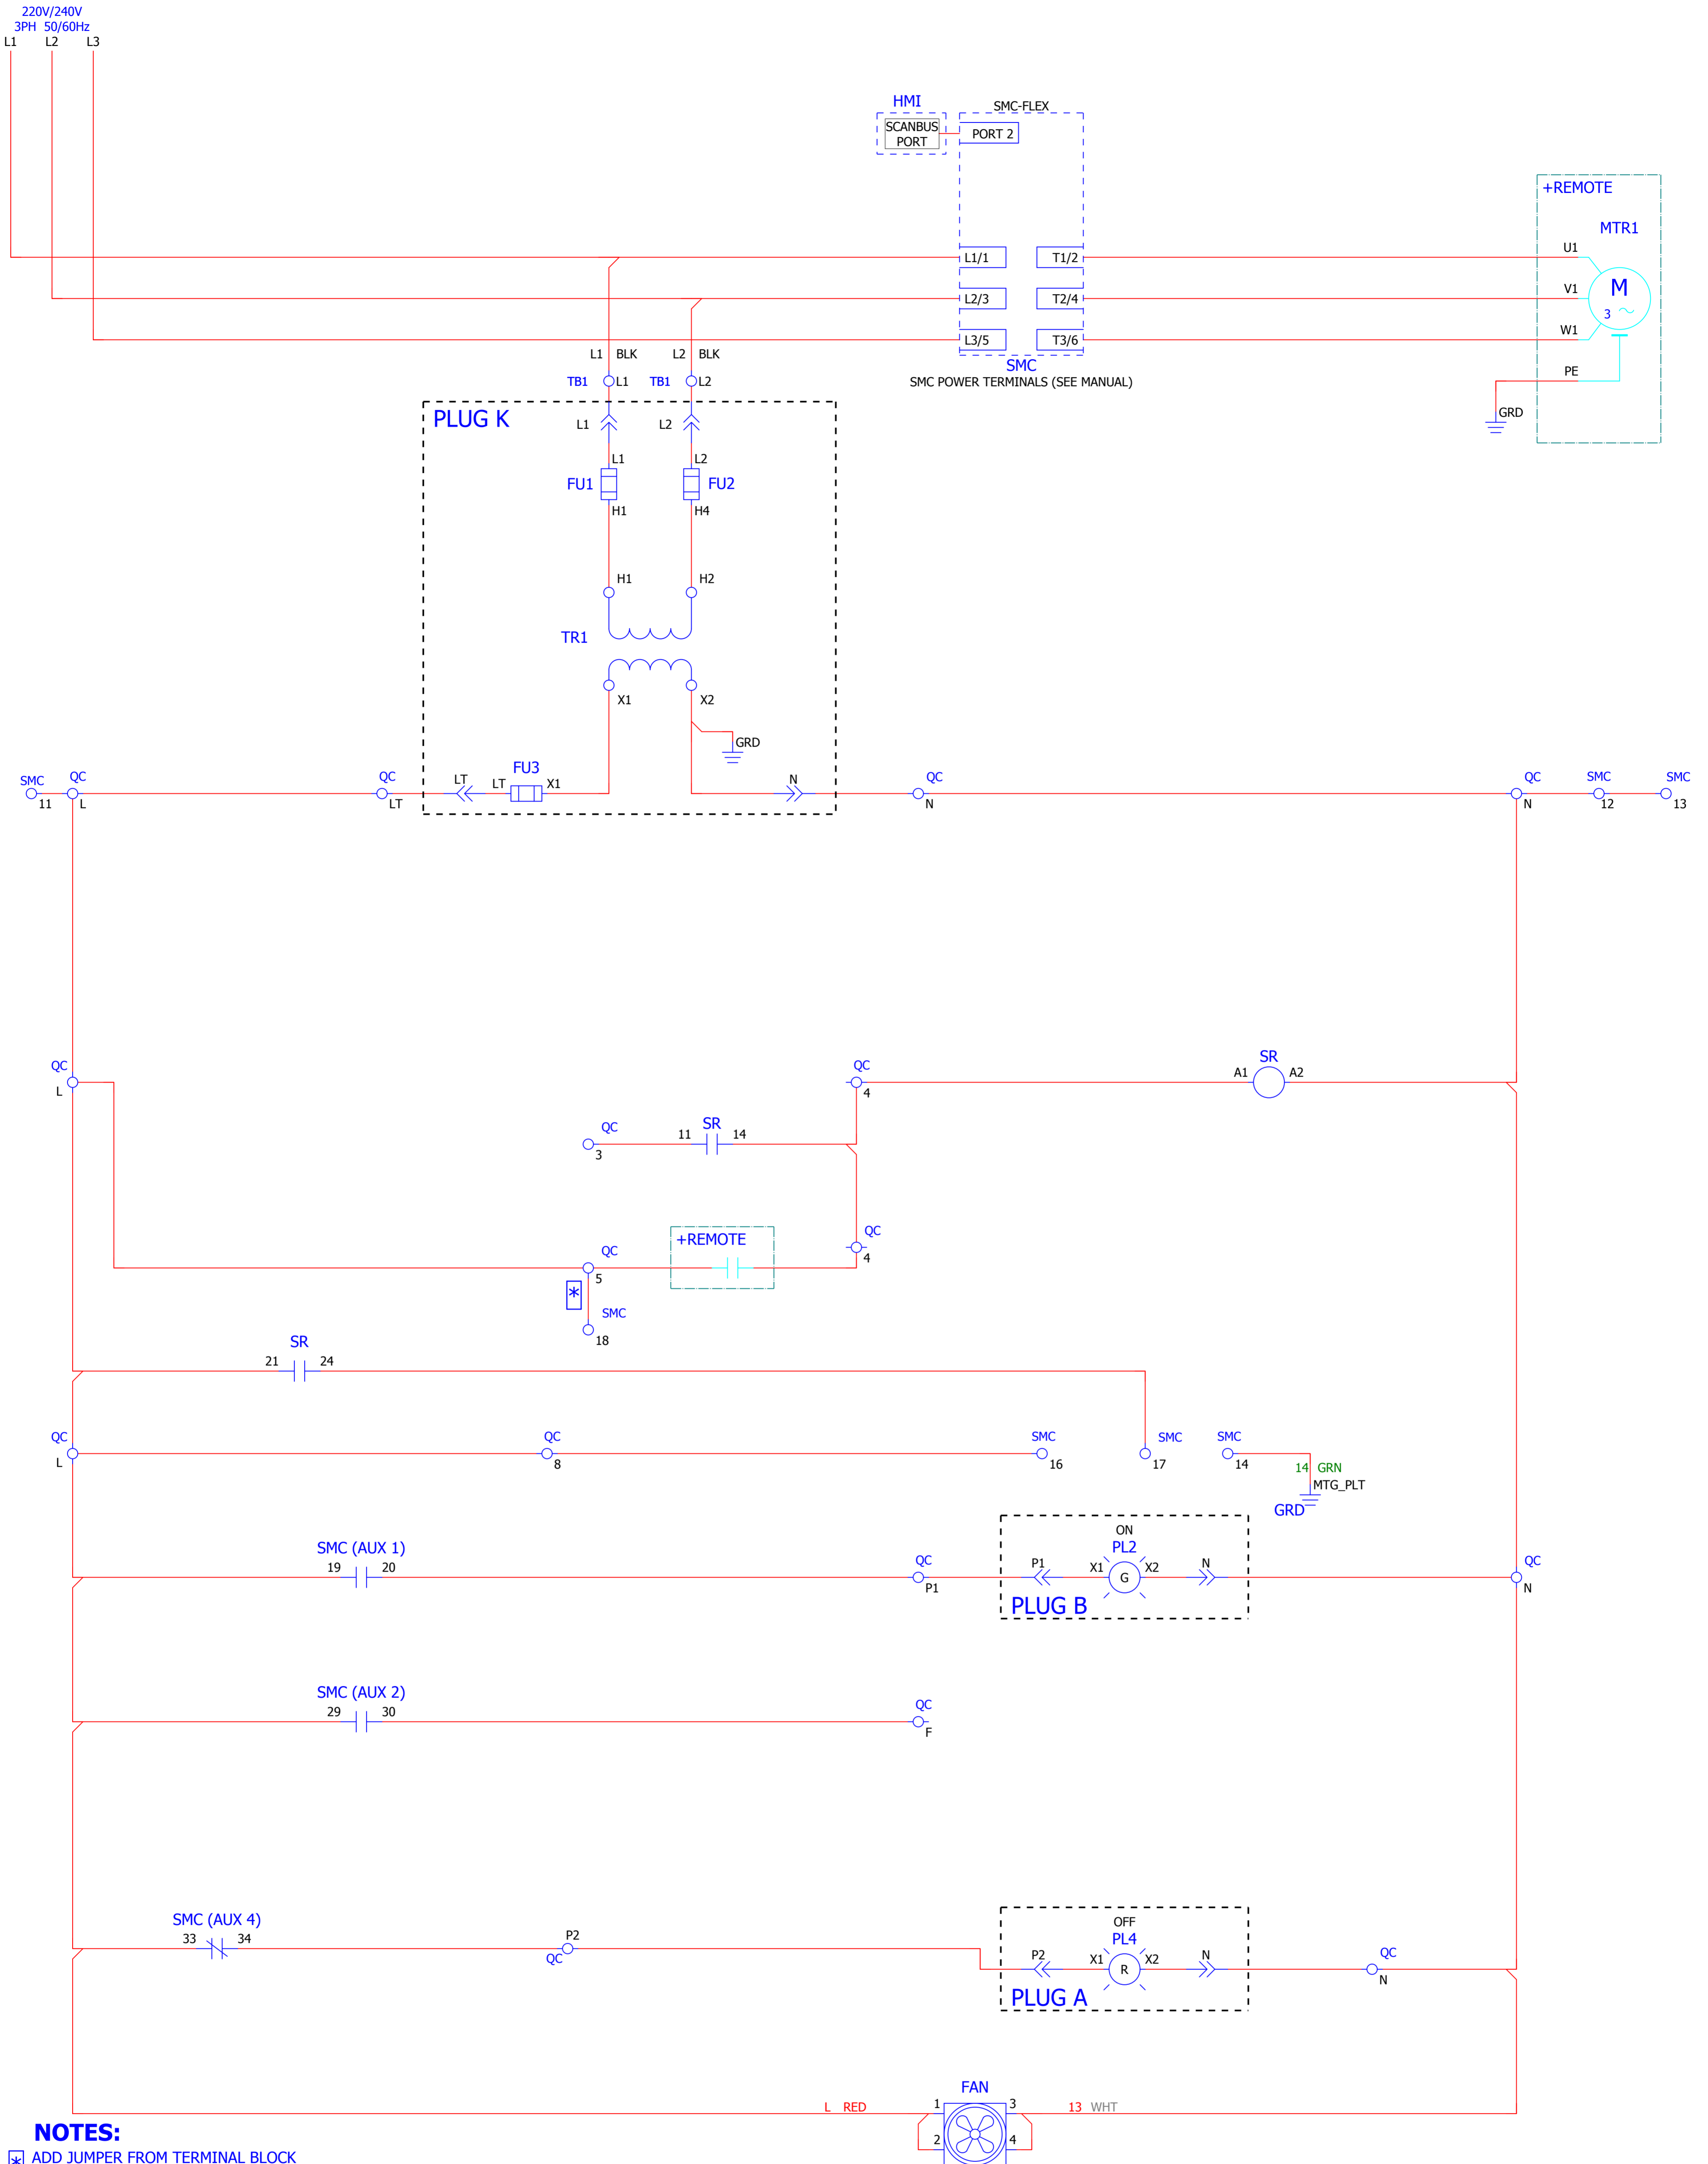 220V/240V
3PH 50/60Hz
L1 L2 L3
HMI
SMC-FLEX
SCANBUS
PORT
PORT 2
+REMOTE
MTR1
L1/1 T1/2 U1
L2/3 T2/4 V1
M
3
L3/5 T3/6 W1
L1 BLK L2 BLK
SMC
SMC POWER TERMINALS (SEE MANUAL)
PE
TB1 L1 TB1 L2
GRD
PLUG K
L1 L2
L1 L2
FU1 FU2
H1 H4
H1 H2
TR1
X1 X2
GRD
SMC QC QC LT LT FU3 X1 N QC QC SMC SMC
11 L LT N N 12 13
QC QC SR
L 4 A1 A2
QC SR
3 11 14
+REMOTE
QC QC
5 4
*
SMC
18
SR
21 24
QC QC SMC SMC SMC
L 8 16 17 14
14 GRN
MTG_PLT
GRD
ON
SMC (AUX 1) PL2
19 20 QC P1 X1 X2 N QC
P1 G N
PLUG B
SMC (AUX 2)
29 30 QC
F
OFF
SMC (AUX 4) PL4
33 34 P2 P2 X1 X2 N QC
QC R N
PLUG A
FAN
L RED 1 3 13 WHT
2 4
NOTES:
* ADD JUMPER FROM TERMINAL BLOCK